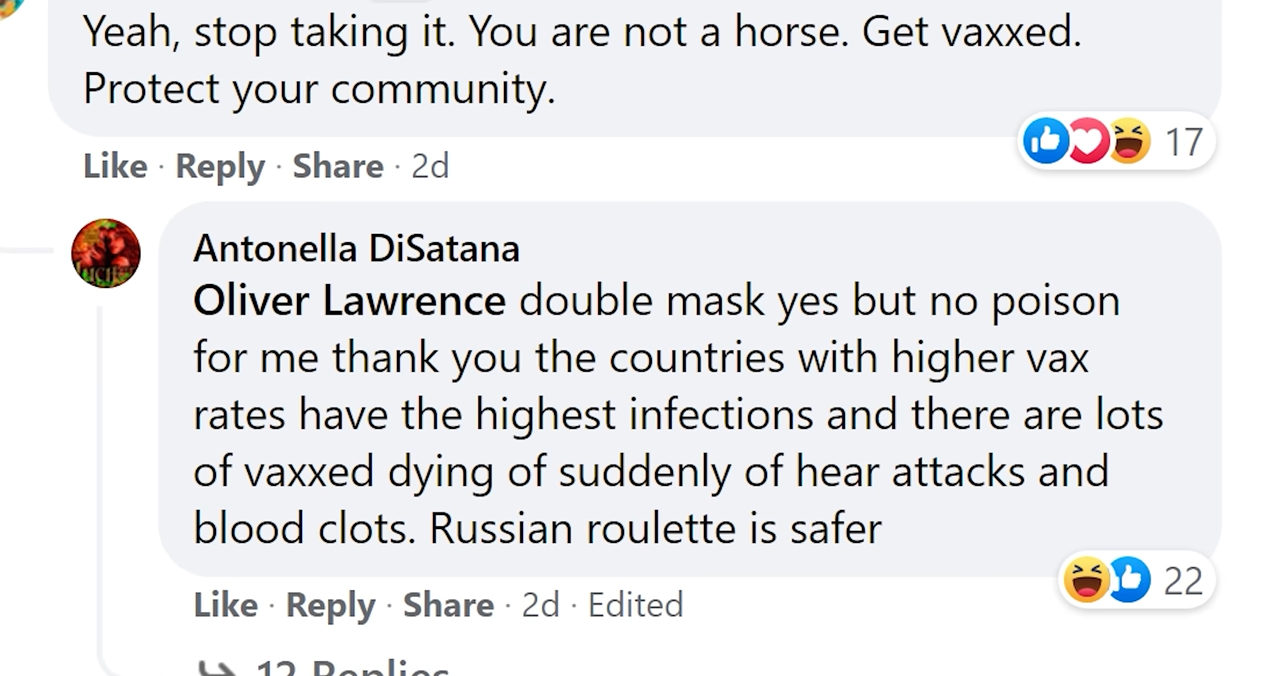 Yeah, stop taking it. You are not a horse. Get vaxxed.
Protect your community.
17
Like · Reply · Share · 2d
Antonella DiSatana
Oliver Lawrence double mask yes but no poison
for me thank you the countries with higher vax
rates have the highest infections and there are lots
of vaxxed dying of suddenly of hear attacks and
blood clots. Russian roulette is safer
22
Like · Reply · Share · 2d · Edited
12 Replies